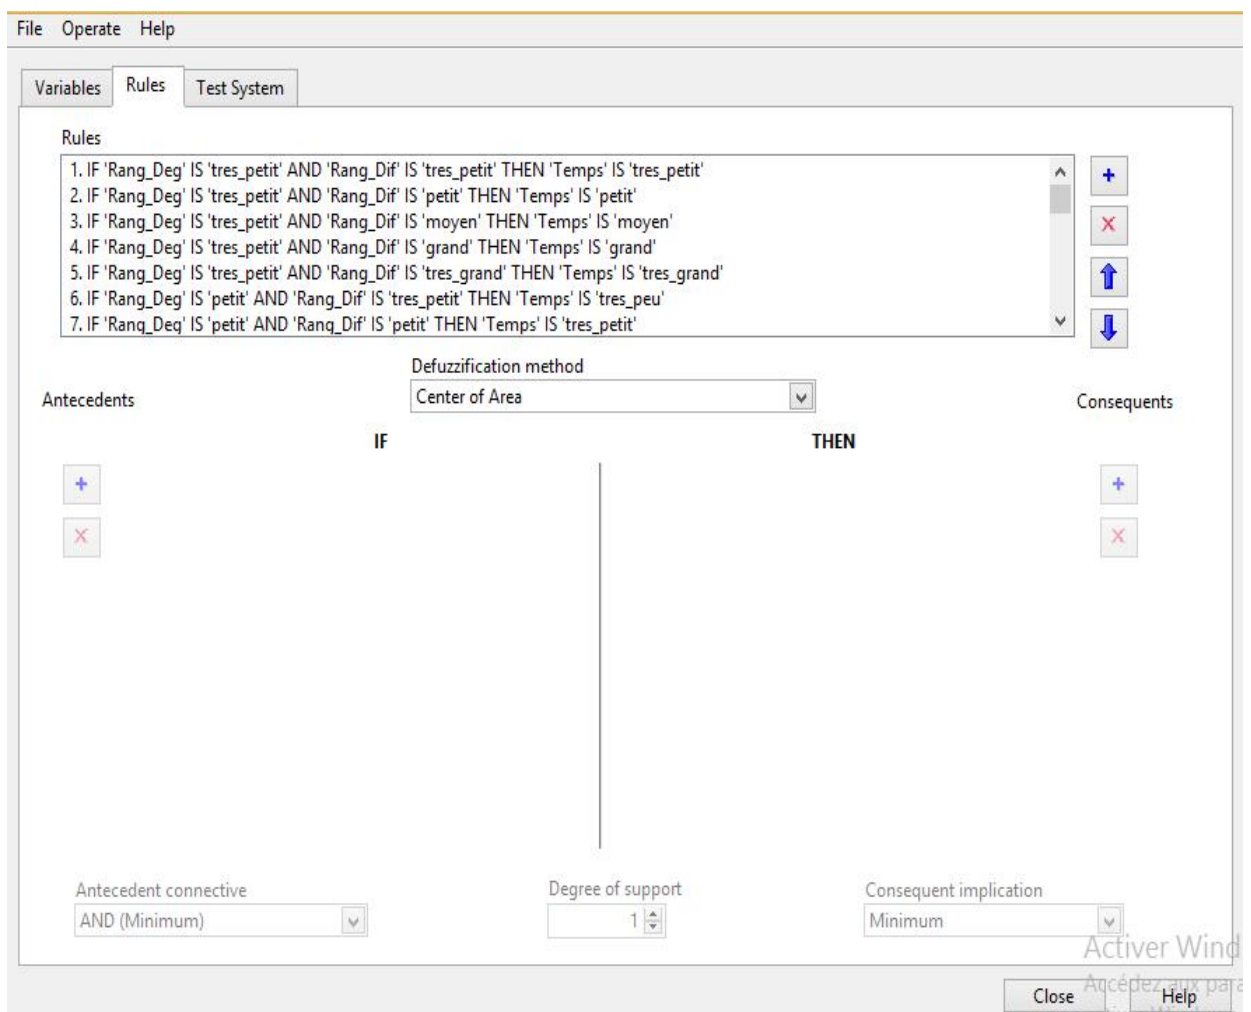 File Operate Help
Variables Rules Test System
Rules
1. IF 'Rang_Deg' IS 'tres_petit' AND 'Rang_Dif' IS 'tres_petit' THEN 'Temps' IS 'tres_petit'
2. IF 'Rang_Deg' IS 'tres_petit' AND 'Rang_Dif' IS 'petit' THEN 'Temps' IS 'petit'
3. IF 'Rang_Deg' IS 'tres_petit' AND 'Rang_Dif' IS 'moyen' THEN 'Temps' IS 'moyen'
4. IF 'Rang_Deg' IS 'tres_petit' AND 'Rang_Dif' IS 'grand' THEN 'Temps' IS 'grand'
5. IF 'Rang_Deg' IS 'tres_petit' AND 'Rang_Dif' IS 'tres_grand' THEN 'Temps' IS 'tres_grand'
6. IF 'Rang_Deg' IS 'petit' AND 'Rang_Dif' IS 'tres_petit' THEN 'Temps' IS 'tres_peu'
7. IF 'Rang_Deg' IS 'petit' AND 'Rang_Dif' IS 'petit' THEN 'Temps' IS 'tres_petit'
Defuzzification method
Center of Area
Antecedents Consequents
IF THEN
Antecedent connective Degree of support Consequent implication
AND (Minimum) 1 Minimum
Activer Wind
Accédez aux para
Close Help